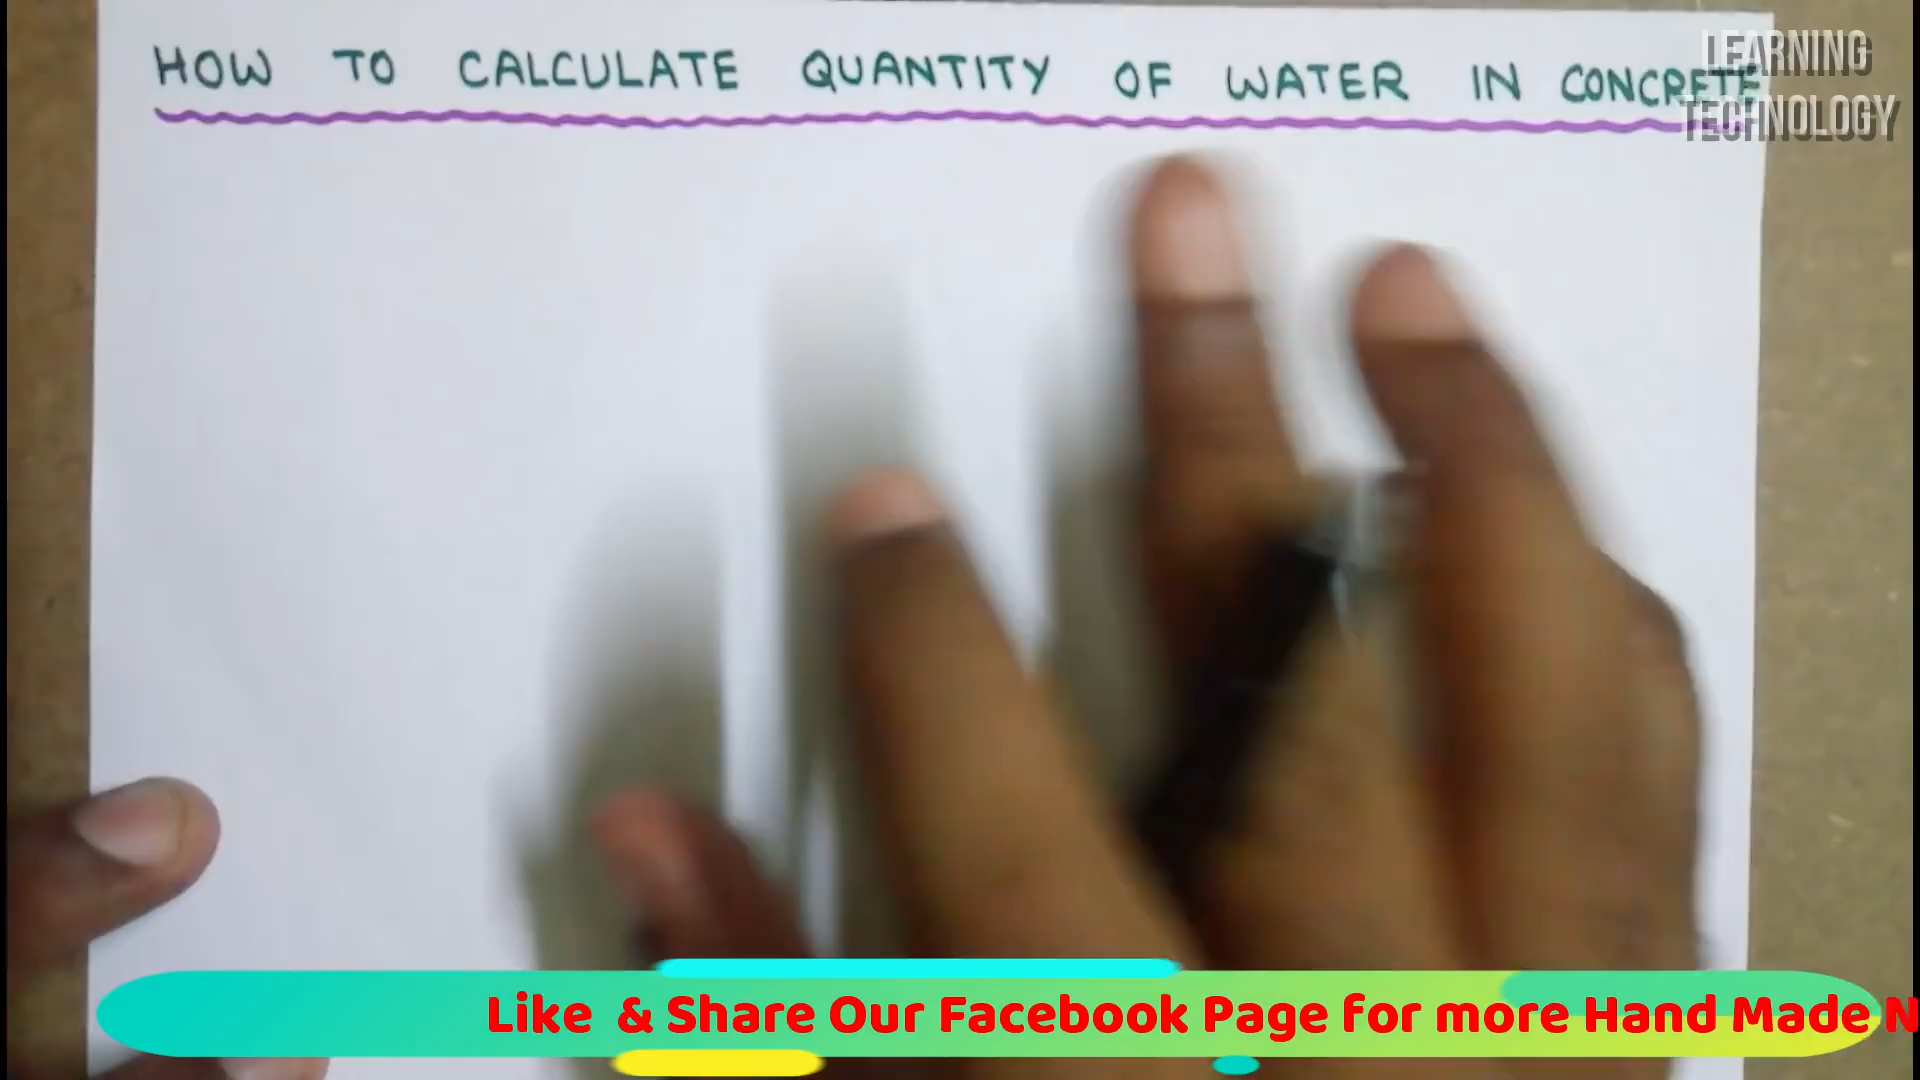 HOW TO CALCULATE QUANTITY OF WATER IN CONCRETE
LEARNING
TECHNOLOGY
Like & Share Our Facebook Page for more Hand Made N